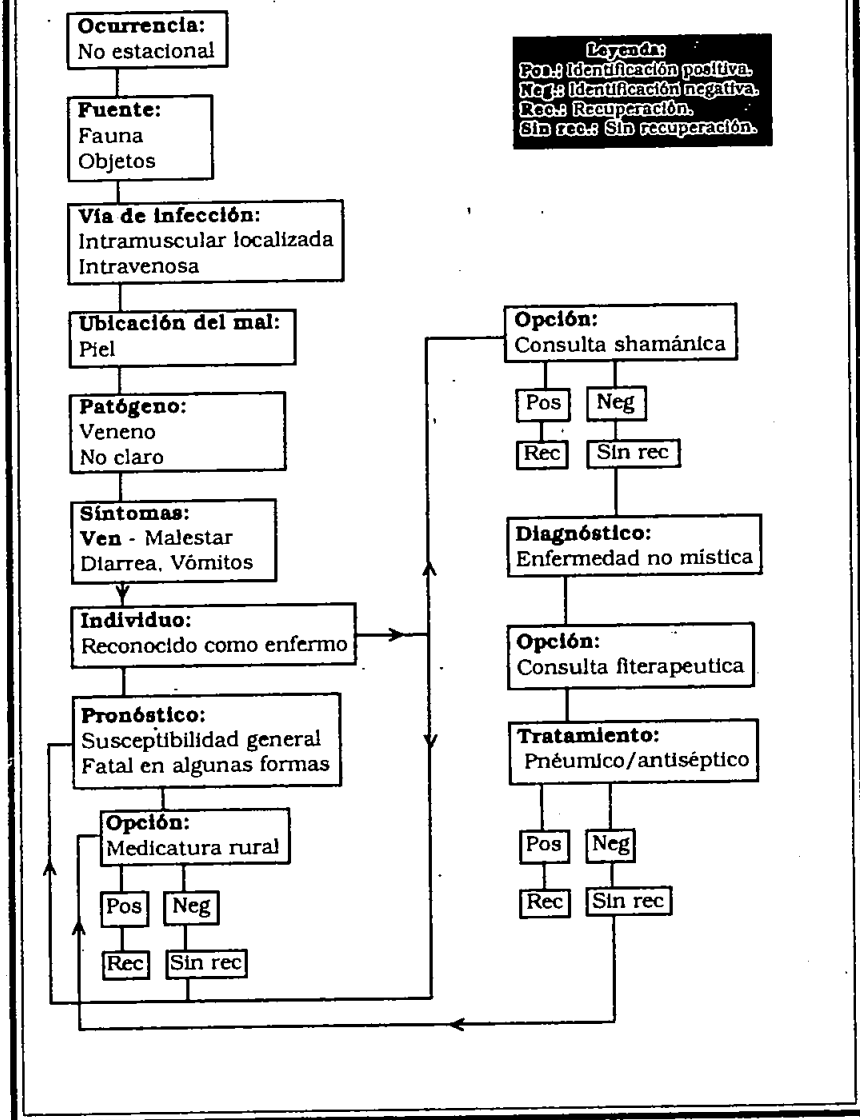 Ocurrencia:
No estacional
Leyenda:
Pos.: Identificación positiva.
Neg.: Identificación negativa.
Rec.: Recuperación.
Sin rec.: Sin recuperación.
Fuente:
Fauna
Objetos
Vía de infección:
Intramuscular localizada
Intravenosa
Ubicación del mal:
Piel
Patógeno:
Veneno
No claro
Síntomas:
Ven - Malestar
Diarrea, Vómitos
Individuo:
Reconocido como enfermo
Pronóstico:
Susceptibilidad general
Fatal en algunas formas
Opción:
Medicatura rural
Pos Neg
Rec Sin rec
Opción:
Consulta shamánica
Pos Neg
Rec Sin rec
Diagnóstico:
Enfermedad no mística
Opción:
Consulta fiterapeutica
Tratamiento:
Pnéumico/antiséptico
Pos Neg
Rec Sin rec